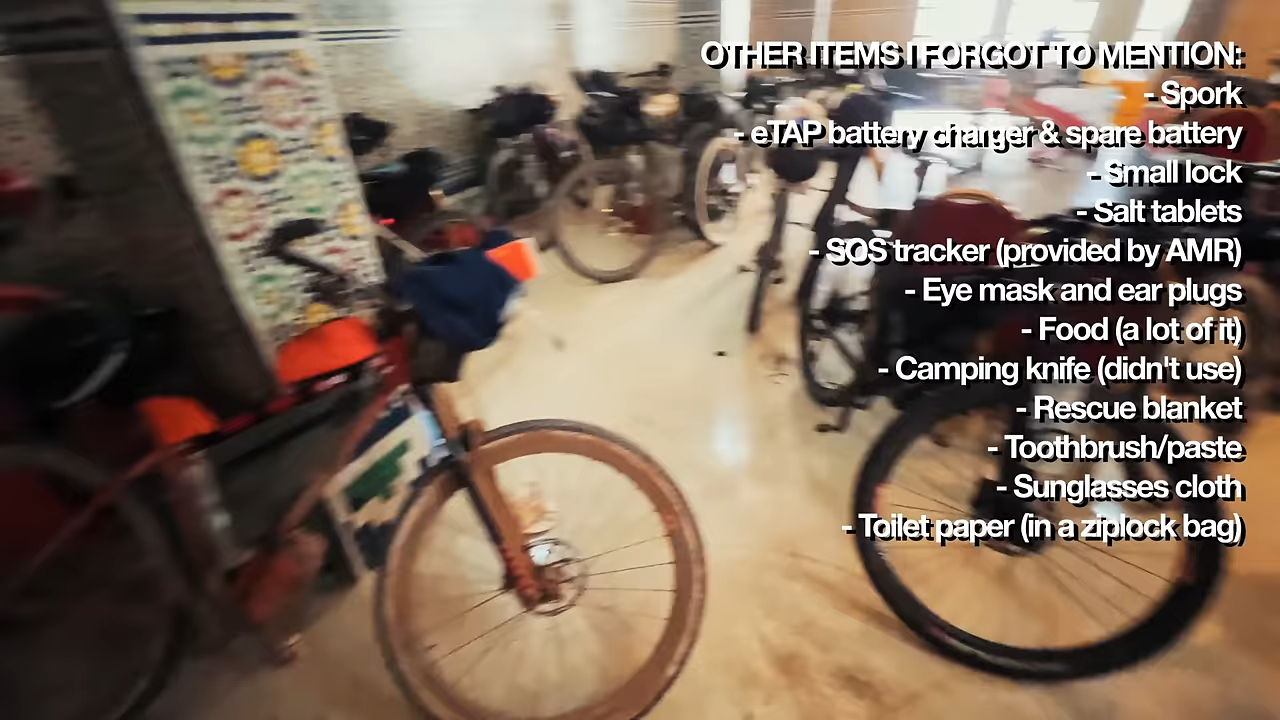 OTHER ITEMS I FORGOT TO MENTION:
- Spork
- eTAP battery charger & spare battery
- Small lock
- Salt tablets
- SOS tracker (provided by AMR)
- Eye mask and ear plugs
- Food (a lot of it)
- Camping knife (didn't use)
- Rescue blanket
- Toothbrush/paste
- Sunglasses cloth
- Toilet paper (in a ziplock bag)